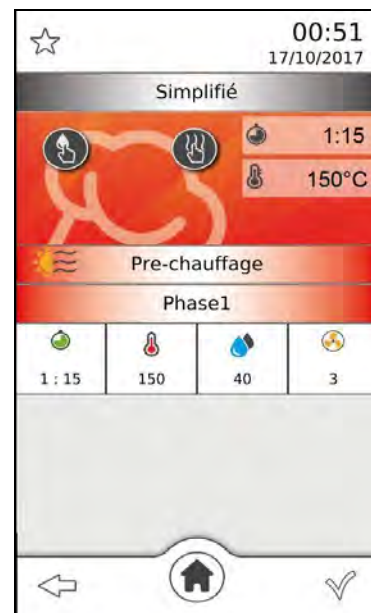 00:51
17/10/2017
Simplifié
1:15
150°C
Pre-chauffage
Phase1
1 : 15 150 40 3